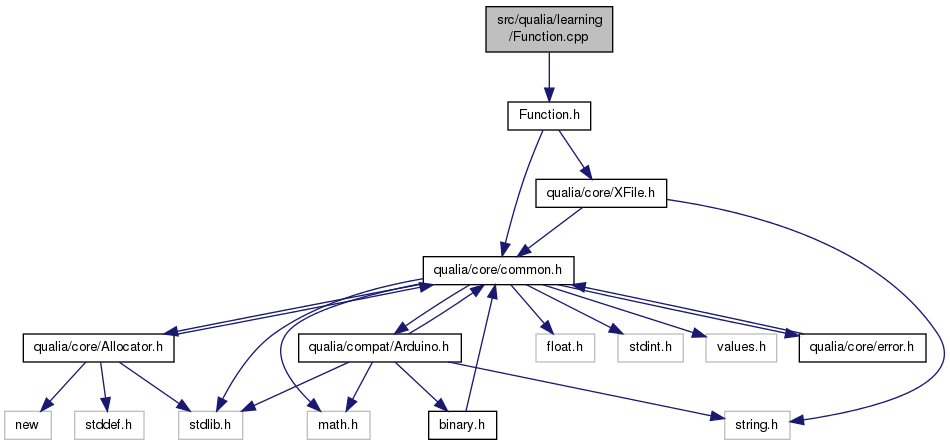 src/qualia/learning
/Function.cpp
Function.h
qualia/core/XFile.h
qualia/core/common.h
qualia/core/Allocator.h
qualia/compat/Arduino.h
float.h
stdint.h
values.h
qualia/core/error.h
new
stddef.h
stdlib.h
math.h
binary.h
string.h